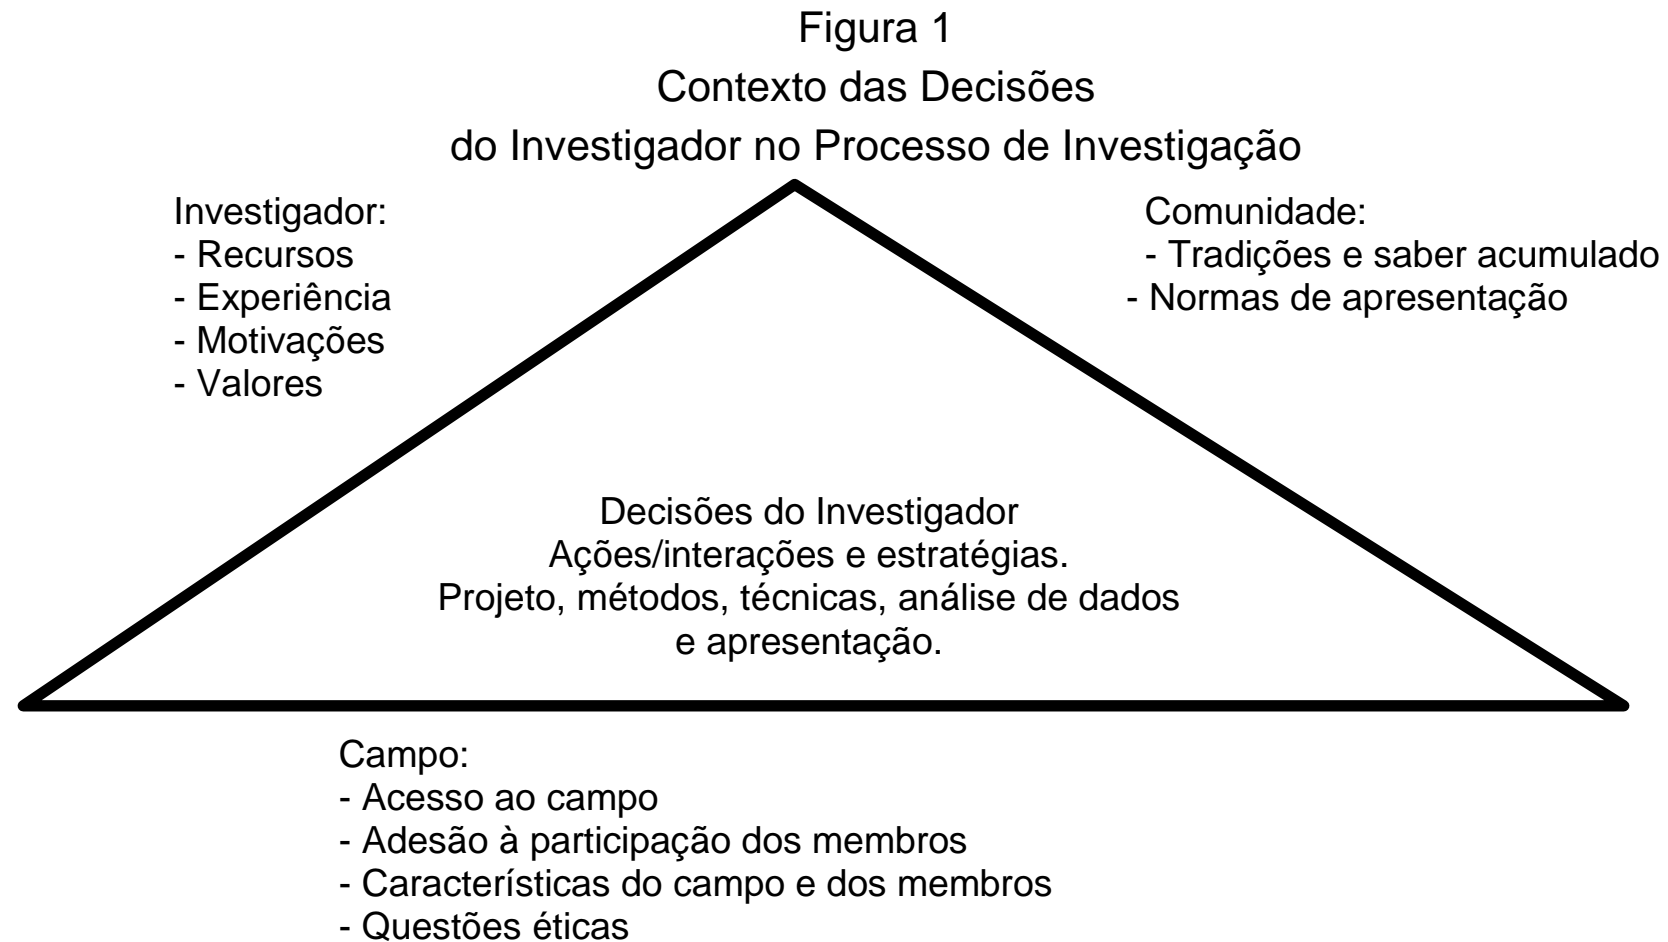 Figura 1
Contexto das Decisões
do Investigador no Processo de Investigação
Investigador:
- Recursos
- Experiência
- Motivações
- Valores
Comunidade:
- Tradições e saber acumulado
- Normas de apresentação
Decisões do Investigador
Ações/interações e estratégias.
Projeto, métodos, técnicas, análise de dados
e apresentação.
Campo:
- Acesso ao campo
- Adesão à participação dos membros
- Características do campo e dos membros
- Questões éticas